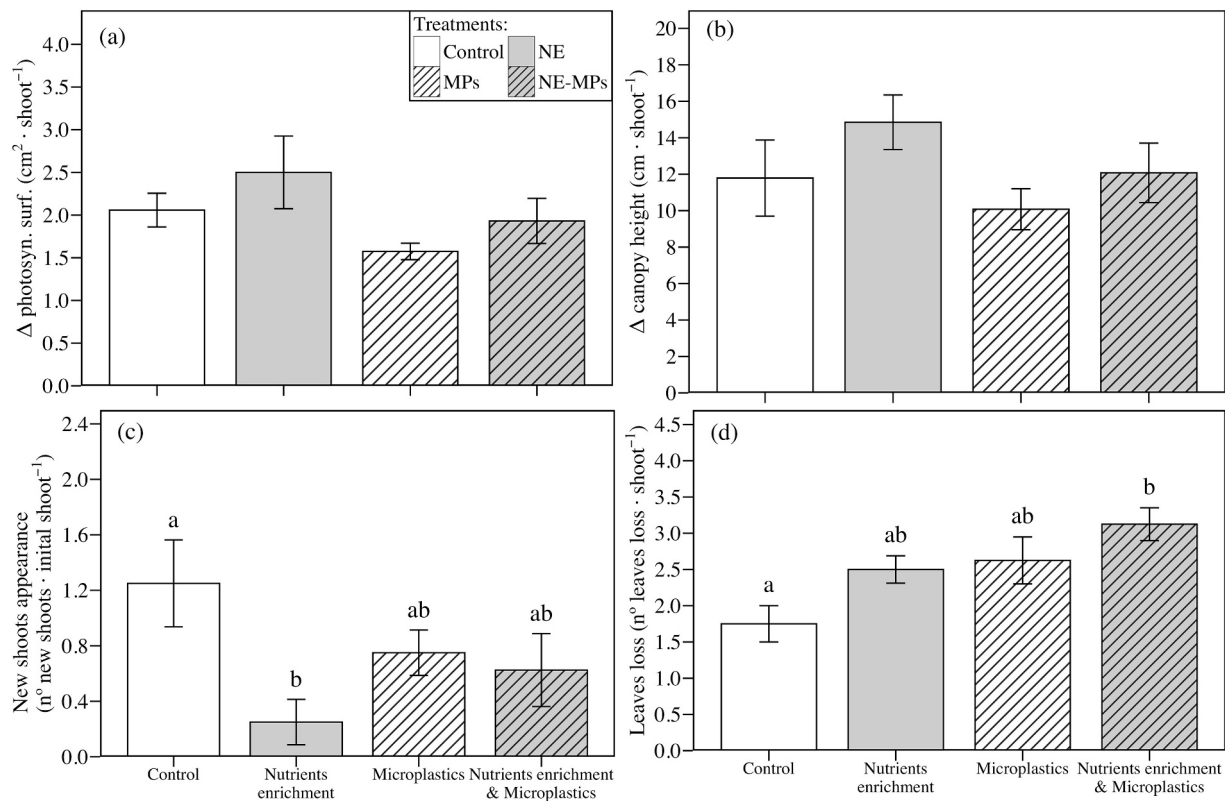 (a)
Treatments:
Control NE
MPs NE-MPs
Δ photosyn. surf. (cm² · shoot⁻¹)
4.0
3.5
3.0
2.5
2.0
1.5
1.0
0.5
0.0
(b)
Δ canopy height (cm · shoot⁻¹)
20
18
16
14
12
10
8
6
4
2
0
(c)
New shoots appearance
(nº new shoots · inital shoot⁻¹)
2.4
2.0
1.6
1.2
0.8
0.4
0.0
a
b
ab
ab
Control
Nutrients
enrichment
Microplastics
Nutrients enrichment
& Microplastics
(d)
Leaves loss (nº leaves loss · shoot⁻¹)
4.5
4.0
3.5
3.0
2.5
2.0
1.5
1.0
0.5
0.0
a
ab
ab
b
Control
Nutrients
enrichment
Microplastics
Nutrients enrichment
& Microplastics